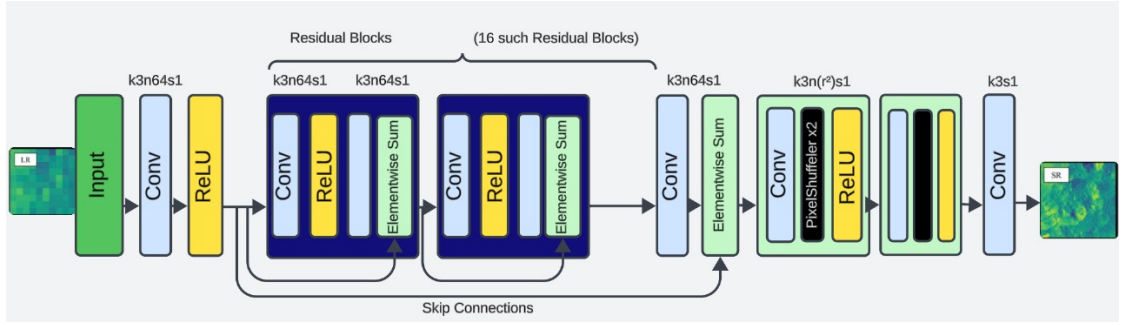 Residual Blocks
(16 such Residual Blocks)
k3n64s1
k3n64s1
k3n64s1
k3n64s1
k3n(r²)s1
k3s1
LR
Input
Conv
ReLU
Conv
ReLU
Elementwise Sum
Conv
ReLU
Elementwise Sum
Conv
Elementwise Sum
Conv
PixelShuffeler x2
ReLU
Conv
SR
Skip Connections